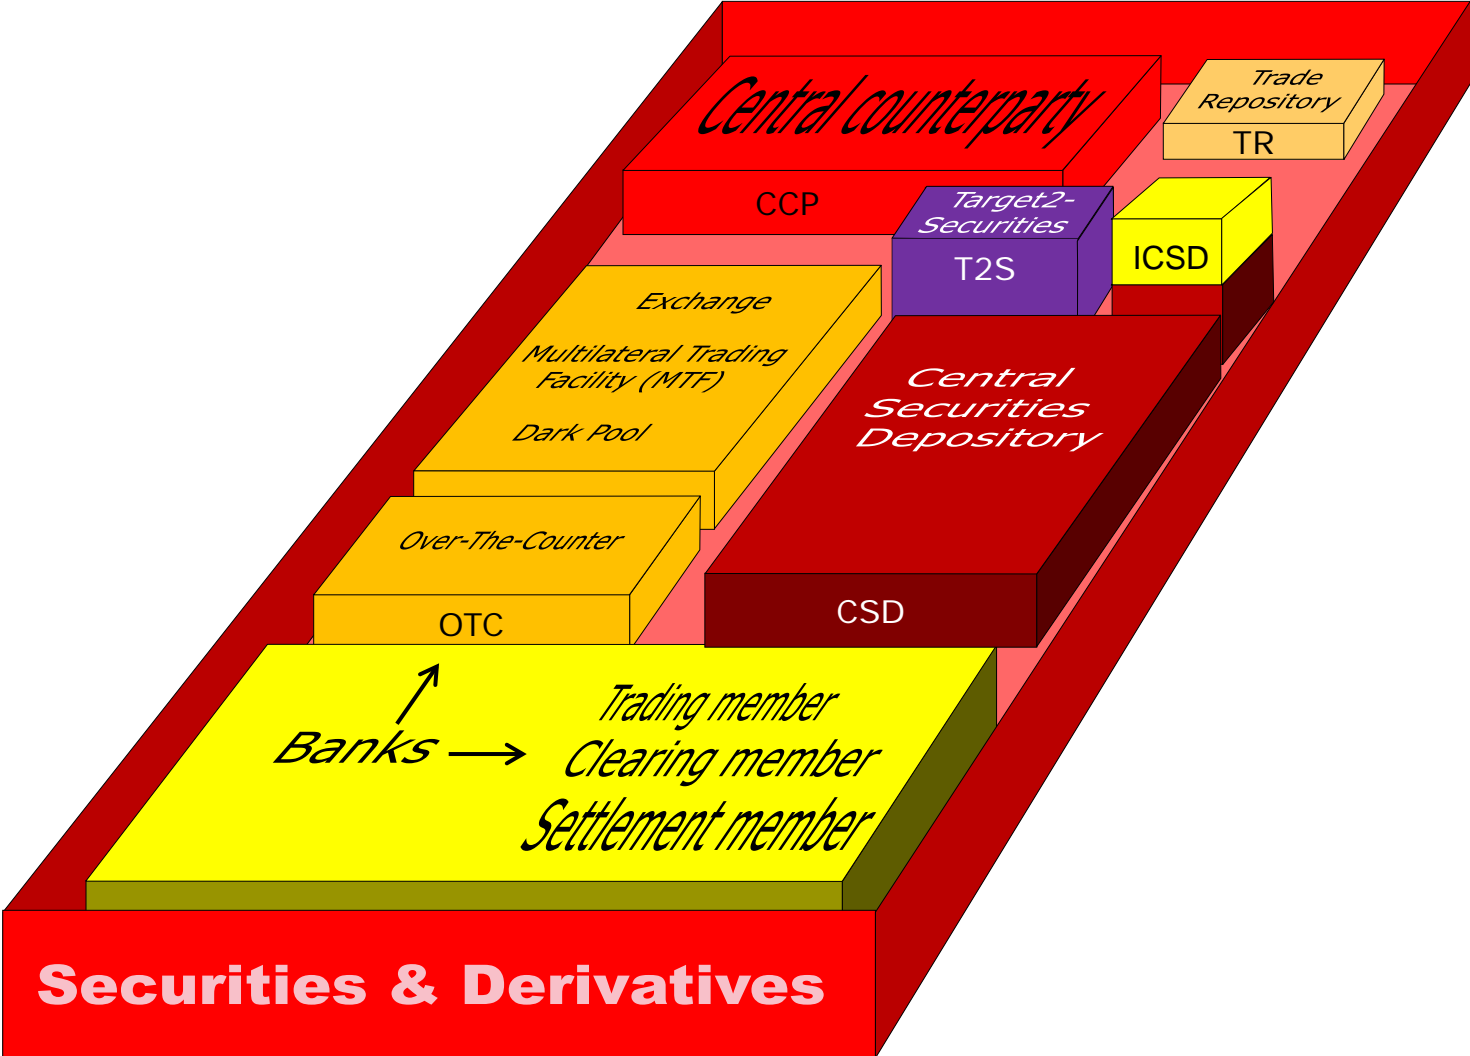 Central counterparty
CCP
Trade
Repository
TR
Target2-
Securities
T2S
ICSD
Exchange
Multilateral Trading
Facility (MTF)
Dark Pool
Central
Securities
Depository
CSD
Over-The-Counter
OTC
Banks
Trading member
Clearing member
Settlement member
Securities & Derivatives